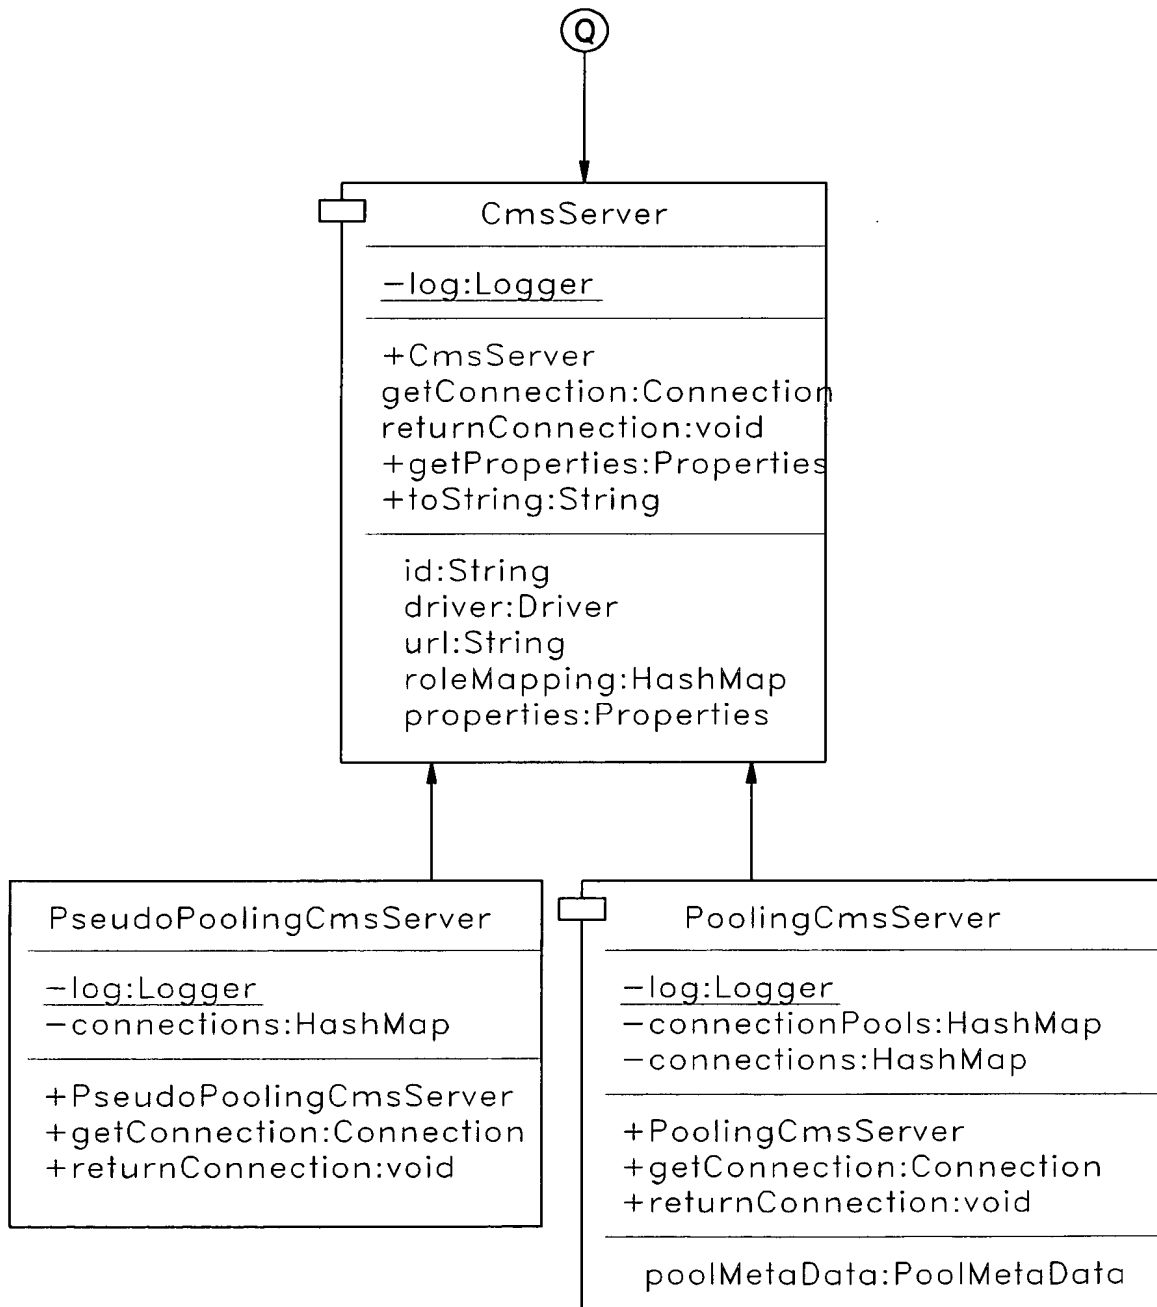 Q
CmsServer
-log:Logger
+CmsServer
getConnection:Connection
returnConnection:void
+getProperties:Properties
+toString:String
id:String
driver:Driver
url:String
roleMapping:HashMap
properties:Properties
PseudoPoolingCmsServer
-log:Logger
-connections:HashMap
+PseudoPoolingCmsServer
+getConnection:Connection
+returnConnection:void
PoolingCmsServer
-log:Logger
-connectionPools:HashMap
-connections:HashMap
+PoolingCmsServer
+getConnection:Connection
+returnConnection:void
poolMetaData:PoolMetaData